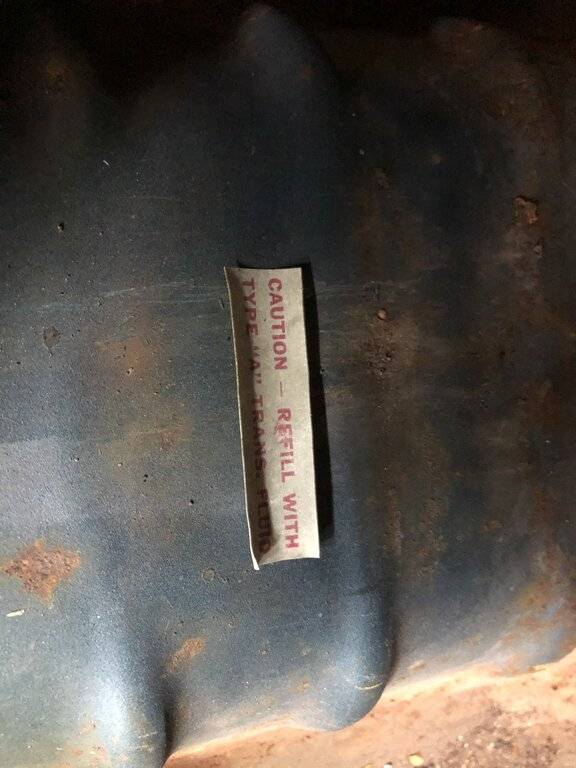 CAUTION — REFILL WITH
TYPE "A" TRANS. FLUID